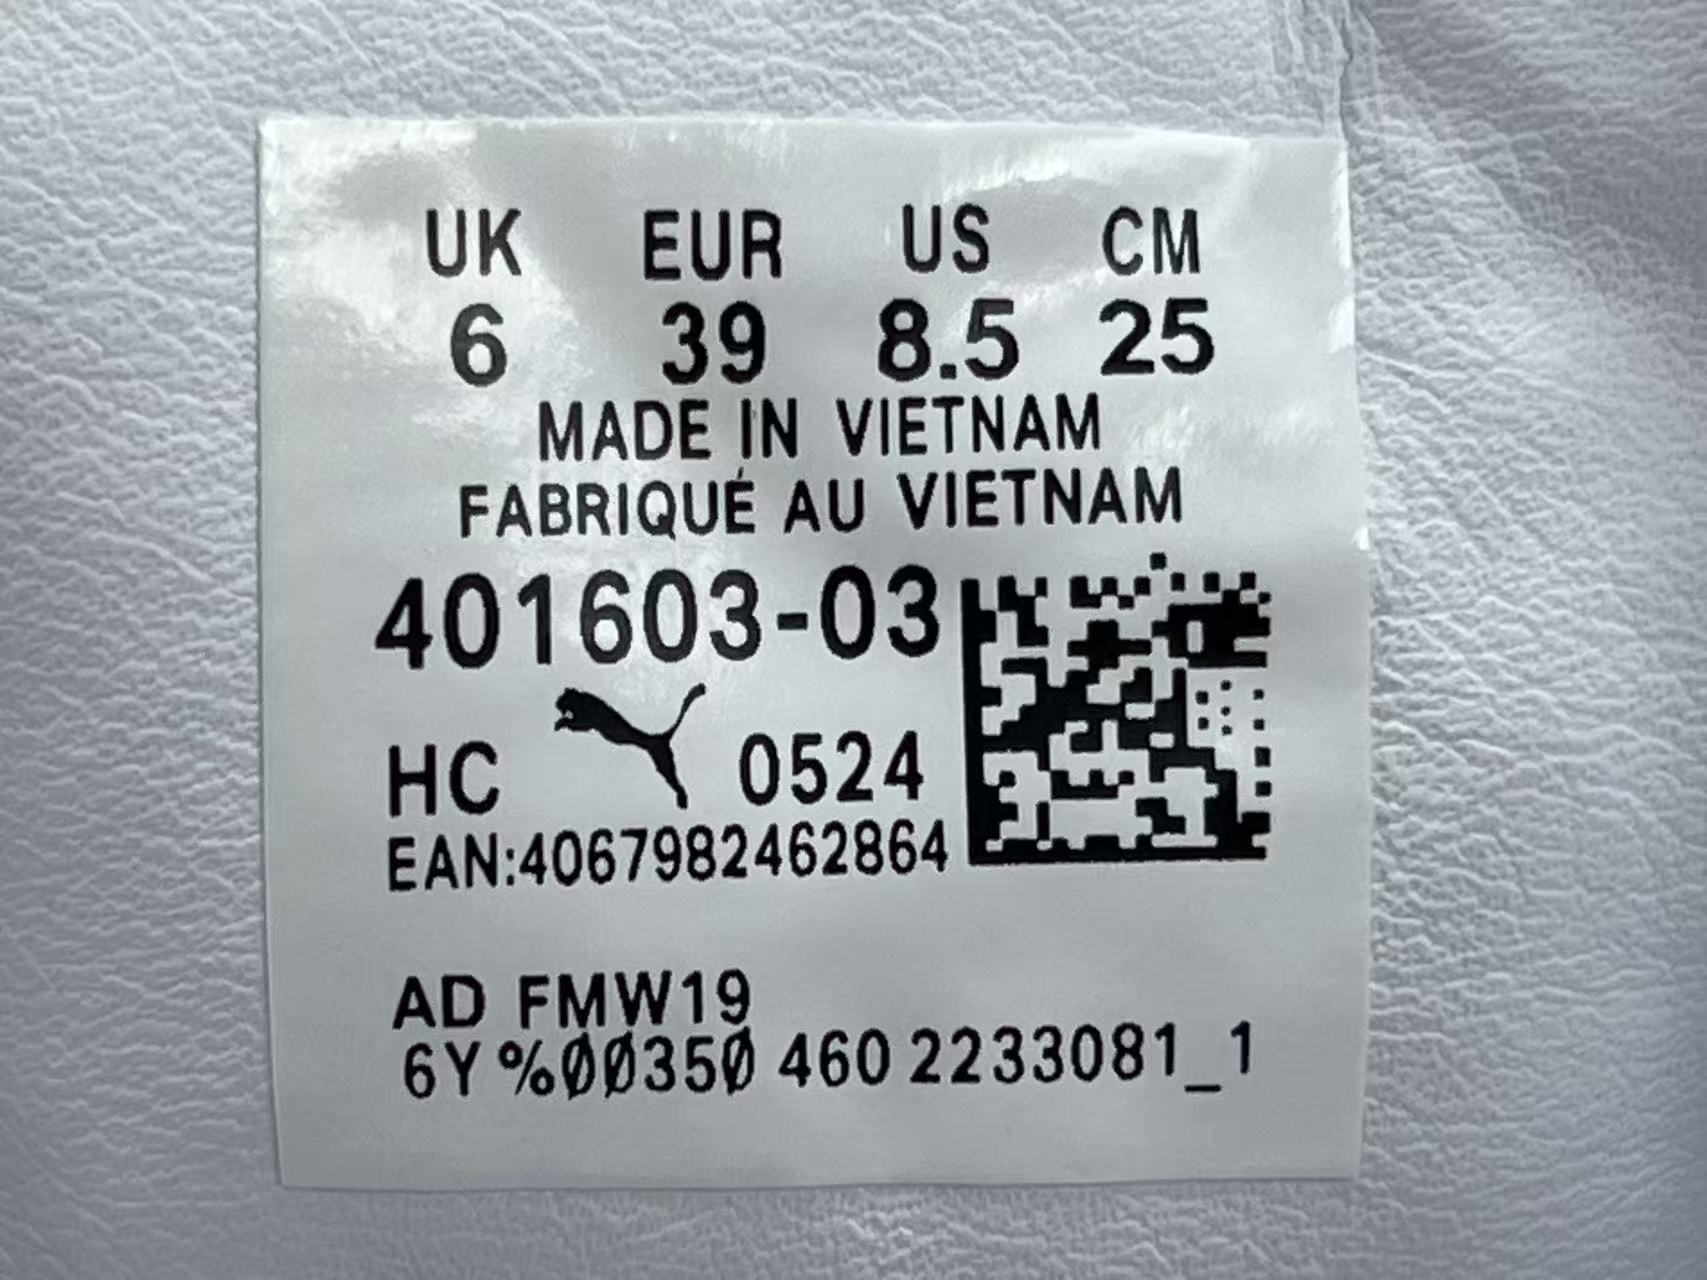 UK EUR US CM
6 39 8.5 25
MADE IN VIETNAM
FABRIQUÉ AU VIETNAM
401603-03
HC 0524
EAN:4067982462864
AD FMW19
6Y %00350 460 2233081_1